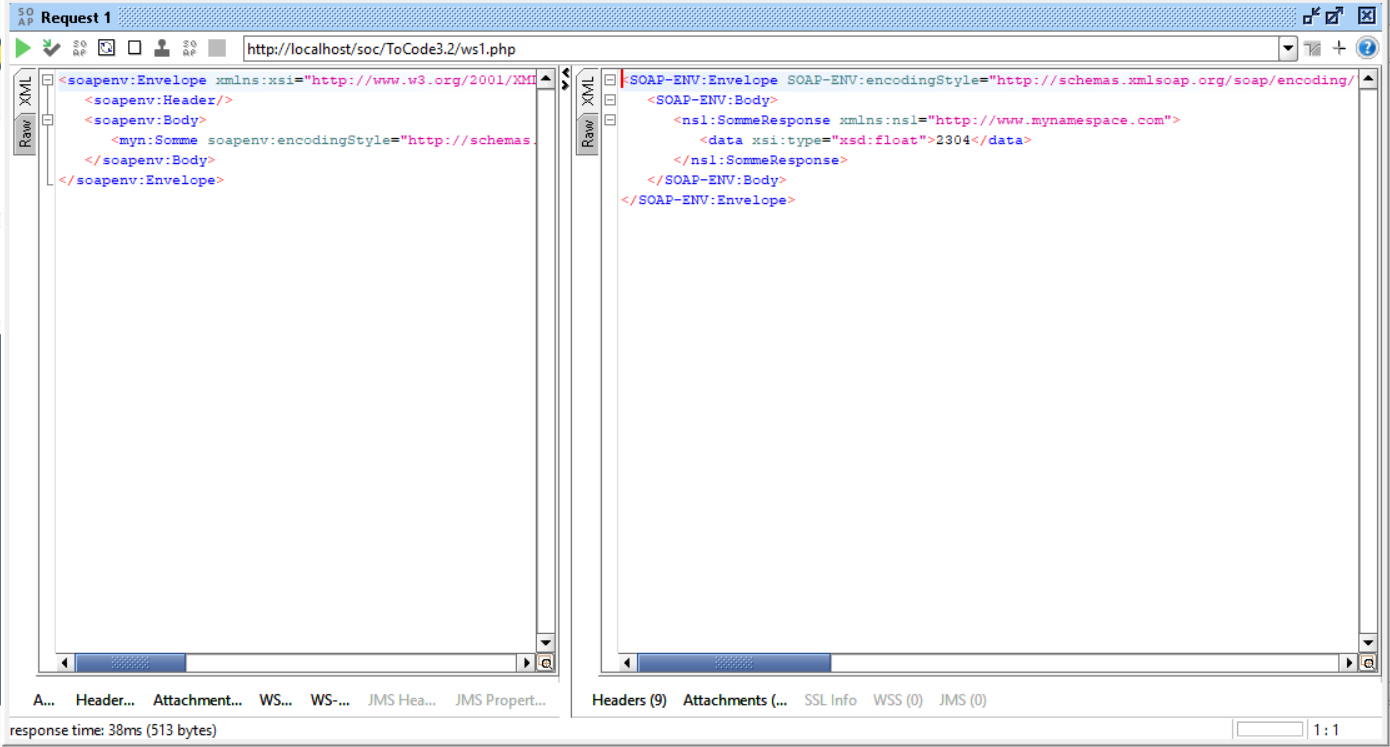 SO AP Request 1
SO AP SO AP http://localhost/soc/ToCode3.2/ws1.php ?
XML
Raw
<soapenv:Envelope xmlns:xsi="http://www.w3.org/2001/XMI
<soapenv:Header/>
<soapenv:Body>
<myn:Somme soapenv:encodingStyle="http://schemas.
</soapenv:Body>
</soapenv:Envelope>
XML
Raw
<SOAP-ENV:Envelope SOAP-ENV:encodingStyle="http://schemas.xmlsoap.org/soap/encoding/"
<SOAP-ENV:Body>
<ns1:SommeResponse xmlns:ns1="http://www.mynamespace.com">
<data xsi:type="xsd:float">2304</data>
</ns1:SommeResponse>
</SOAP-ENV:Body>
</SOAP-ENV:Envelope>
A... Header... Attachment... WS... WS-... JMS Hea... JMS Propert...
Headers (9) Attachments (... SSL Info WSS (0) JMS (0)
response time: 38ms (513 bytes)
1 : 1